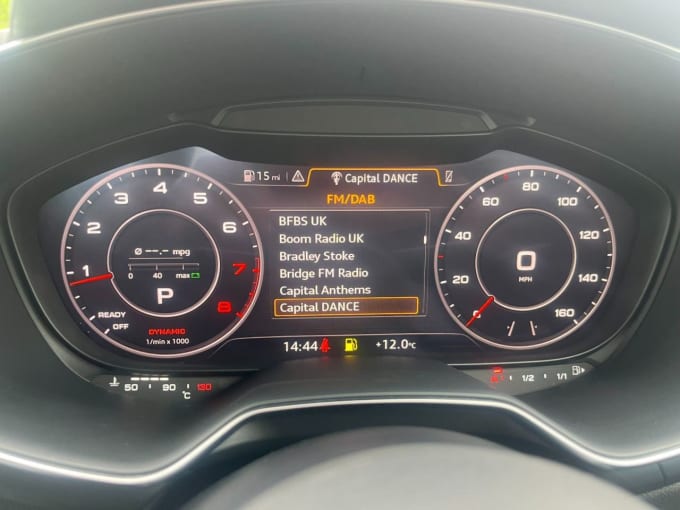 15 mi
Capital DANCE
FM/DAB
BFBS UK
Boom Radio UK
Bradley Stoke
Bridge FM Radio
Capital Anthems
Capital DANCE
1 2 3 4 5 6 7 8
Ø --.- mpg
0 40 max
P
READY
OFF
DYNAMIC
1/min x 1000
0 20 40 60 80 100 120 140 160
0
MPH
14:44
+12.0°C
50 90 130
°C
1/2 1/1